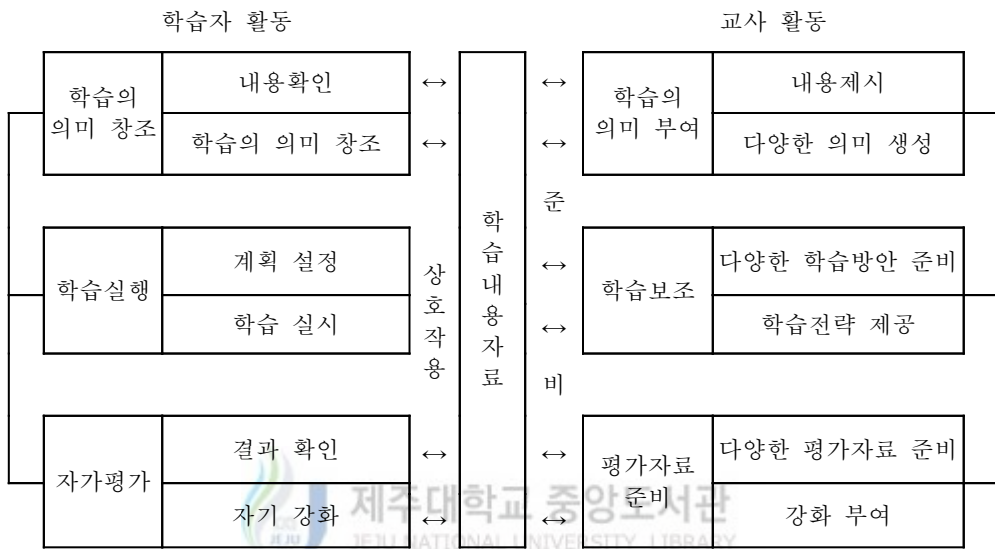 학습자 활동
교사 활동
학습의
의미 창조
내용확인
학습의 의미 창조
↔
↔
↔
↔
학습의
의미 부여
내용제시
다양한 의미 생성
학습실행
계획 설정
학습 실시
상호작용
학습내용자료
준비
↔
↔
학습보조
다양한 학습방안 준비
학습전략 제공
자가평가
결과 확인
자기 강화
↔
↔
↔
↔
평가자료
준비
다양한 평가자료 준비
강화 부여
제주대학교 중앙도서관
JEJU NATIONAL UNIVERSITY LIBRARY
JEJU